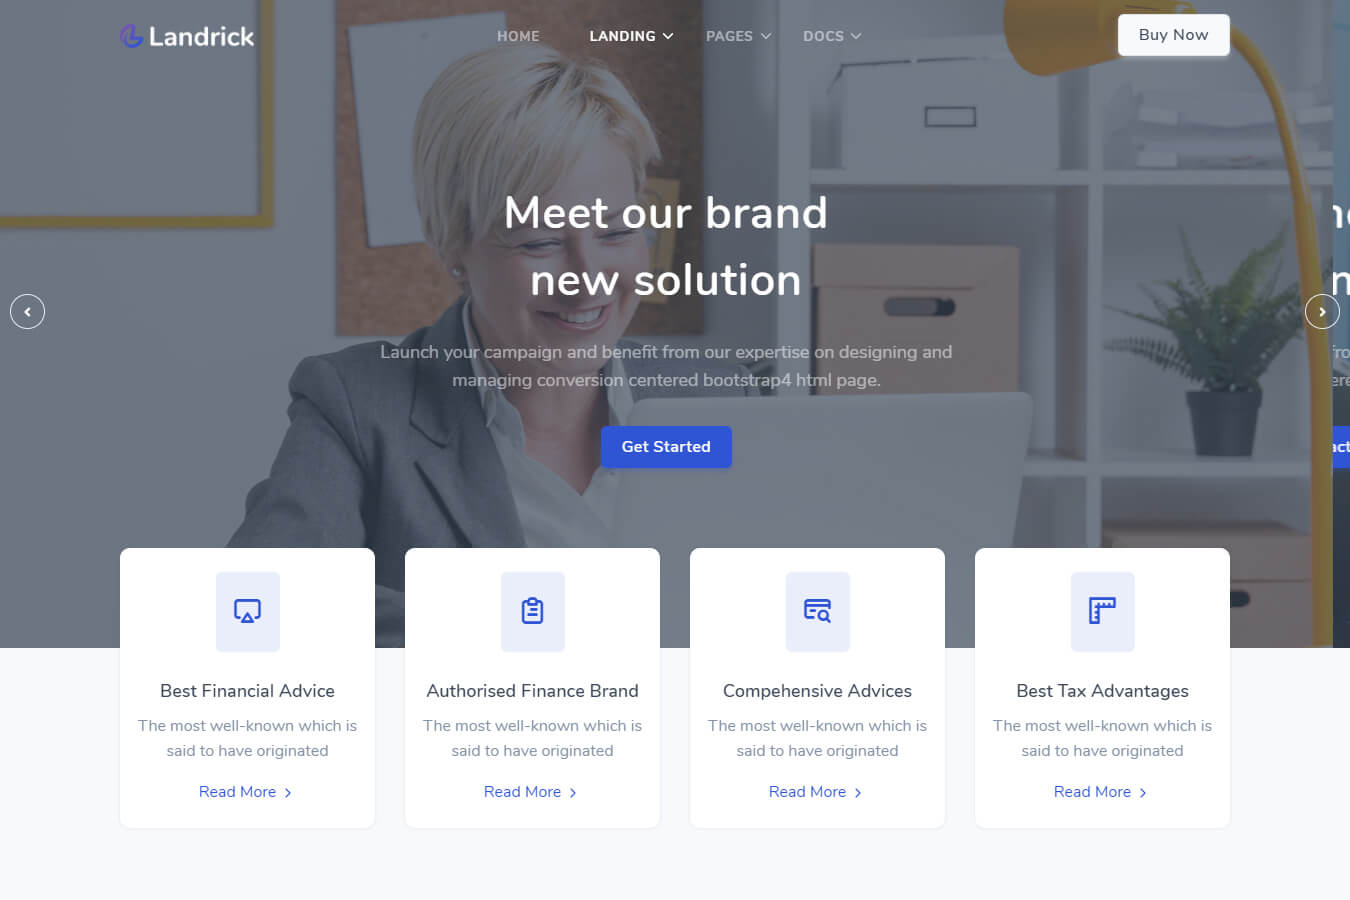 Landrick
HOME
LANDING
PAGES
DOCS
Buy Now
Meet our brand
new solution
Launch your campaign and benefit from our expertise on designing and
managing conversion centered bootstrap4 html page.
Get Started
Best Financial Advice
The most well-known which is
said to have originated
Read More
Authorised Finance Brand
The most well-known which is
said to have originated
Read More
Compehensive Advices
The most well-known which is
said to have originated
Read More
Best Tax Advantages
The most well-known which is
said to have originated
Read More